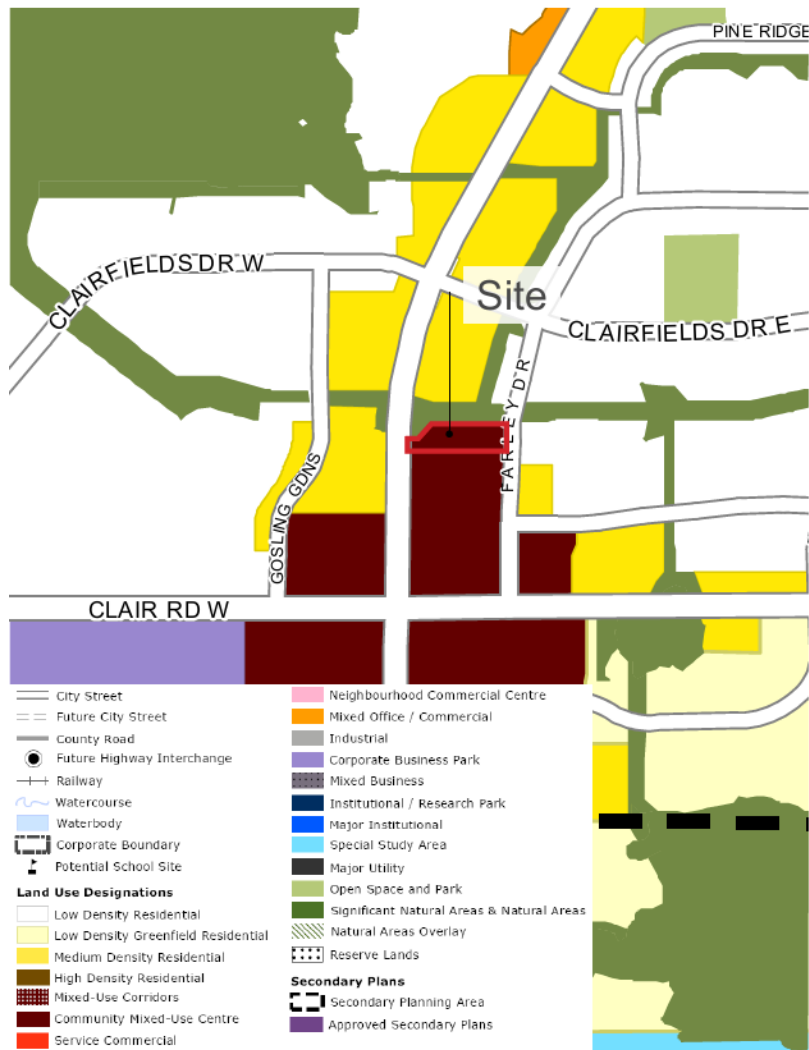 PINE RIDGE
CLAIRFIELDS DR W
Site
CLAIRFIELDS DR E
FARLEY DR
GOSLING GDNS
CLAIR RD W
City Street
Future City Street
County Road
Future Highway Interchange
Railway
Watercourse
Waterbody
Corporate Boundary
Potential School Site
Land Use Designations
Low Density Residential
Low Density Greenfield Residential
Medium Density Residential
High Density Residential
Mixed-Use Corridors
Community Mixed-Use Centre
Service Commercial
Neighbourhood Commercial Centre
Mixed Office / Commercial
Industrial
Corporate Business Park
Mixed Business
Institutional / Research Park
Major Institutional
Special Study Area
Major Utility
Open Space and Park
Significant Natural Areas & Natural Areas
Natural Areas Overlay
Reserve Lands
Secondary Plans
Secondary Planning Area
Approved Secondary Plans